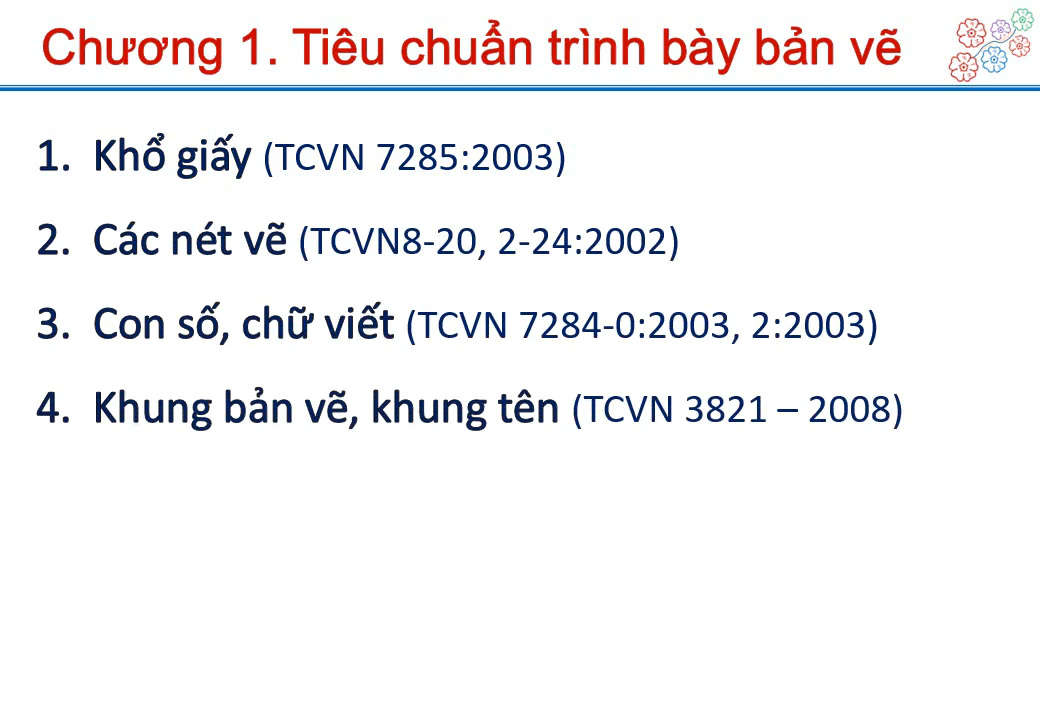 Chương 1. Tiêu chuẩn trình bày bản vẽ
1. Khổ giấy (TCVN 7285:2003)
2. Các nét vẽ (TCVN8-20, 2-24:2002)
3. Con số, chữ viết (TCVN 7284-0:2003, 2:2003)
4. Khung bản vẽ, khung tên (TCVN 3821 – 2008)